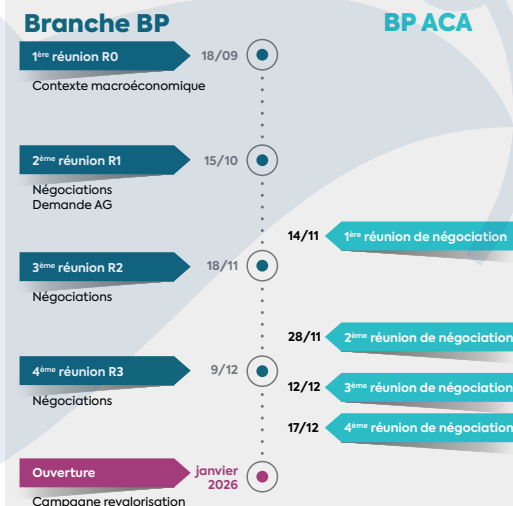 Branche BP
BP ACA
1ère réunion R0
18/09
Contexte macroéconomique
2ème réunion R1
15/10
Négociations
Demande AG
14/11
1ère réunion de négociation
3ème réunion R2
18/11
Négociations
28/11
2ème réunion de négociation
4ème réunion R3
9/12
Négociations
12/12
3ème réunion de négociation
17/12
4ème réunion de négociation
Ouverture
janvier
2026
Campagne revalorisation